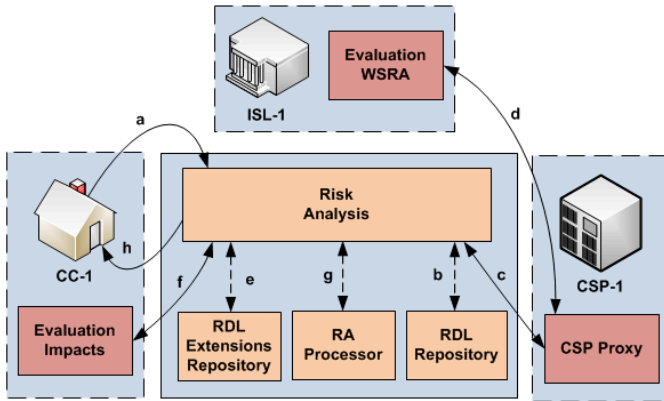 Evaluation
WSRA
ISL-1
a
d
Risk
Analysis
h
CC-1
f
e
g
b
c
CSP-1
Evaluation
Impacts
RDL
Extensions
Repository
RA
Processor
RDL
Repository
CSP Proxy